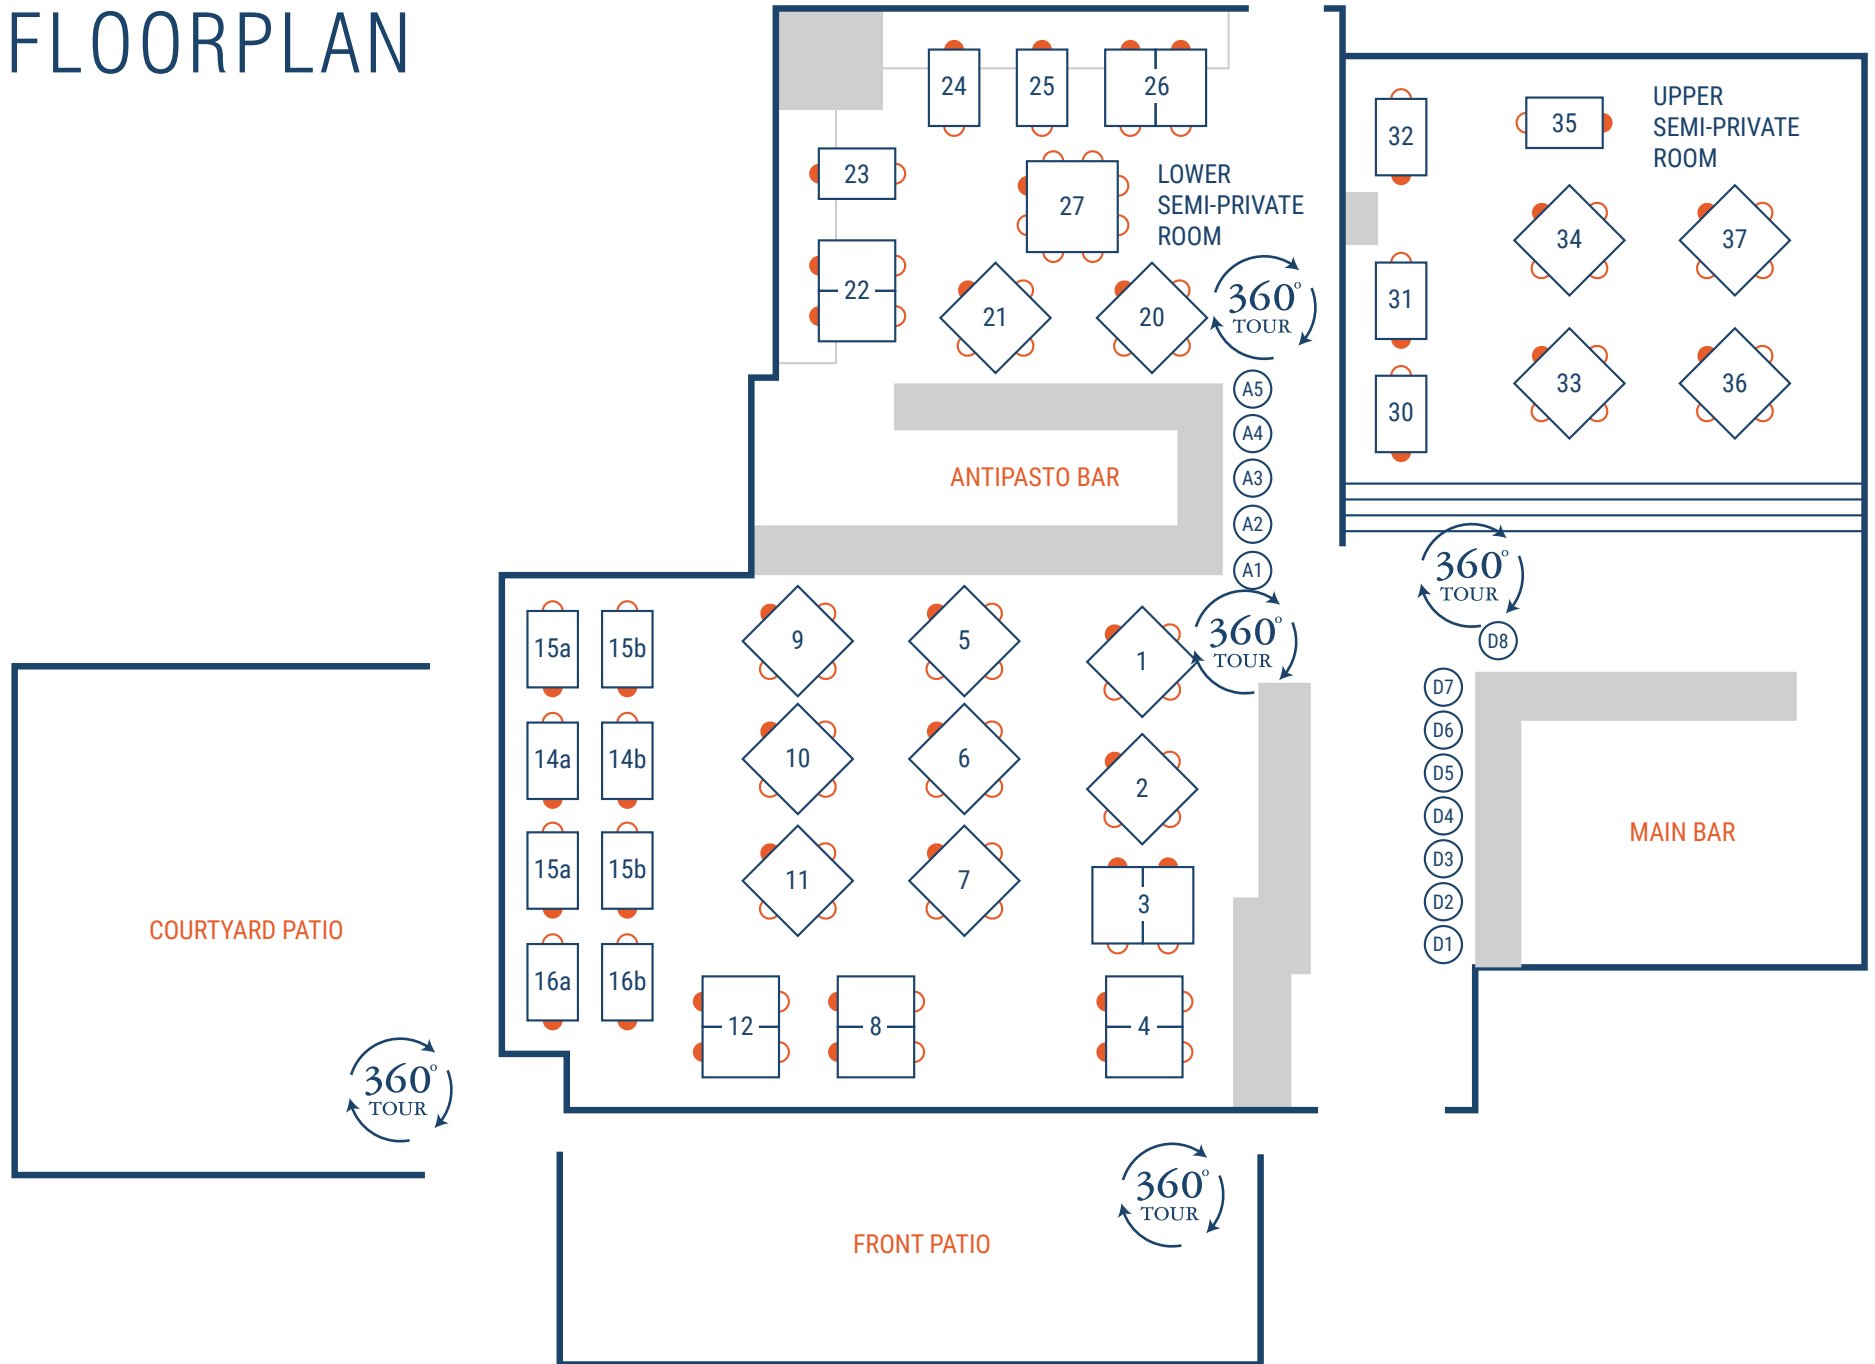 FLOORPLAN
24
25
26
23
27
LOWER
SEMI-PRIVATE
ROOM
22
21
20
360°
TOUR
32
35
UPPER
SEMI-PRIVATE
ROOM
34
37
31
33
36
30
A5
A4
A3
A2
A1
ANTIPASTO BAR
360°
TOUR
360°
TOUR
15a
15b
9
5
1
14a
14b
10
6
2
15a
15b
11
7
3
16a
16b
12
8
4
D8
D7
D6
D5
D4
D3
D2
D1
MAIN BAR
COURTYARD PATIO
360°
TOUR
FRONT PATIO
360°
TOUR